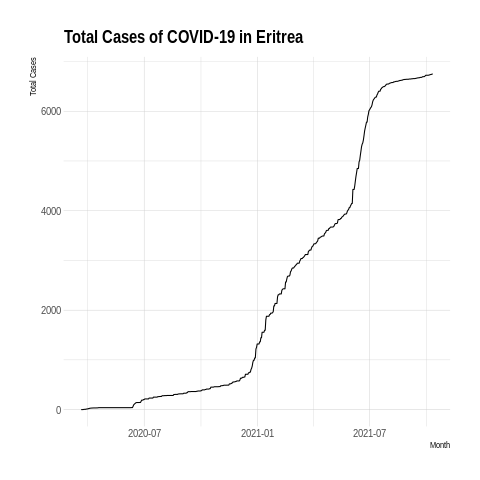 Total Cases of COVID-19 in Eritrea
Total Cases
6000
4000
2000
0
2020-07 2021-01 2021-07
Month